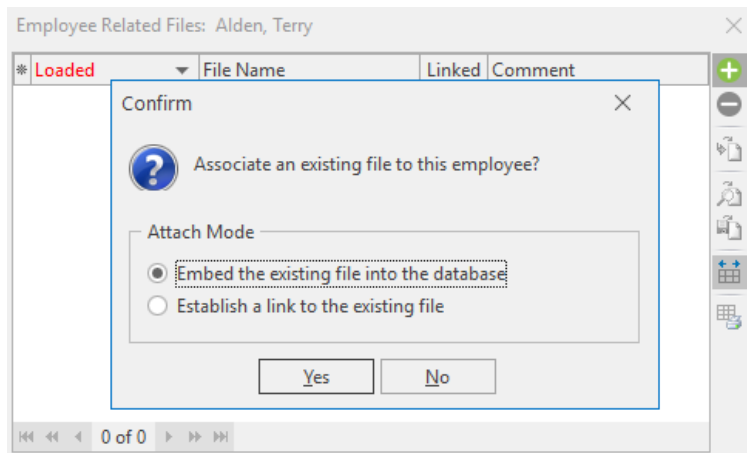 Employee Related Files: Alden, Terry
Loaded File Name Linked Comment
Confirm
Associate an existing file to this employee?
Attach Mode
Embed the existing file into the database
Establish a link to the existing file
Yes No
0 of 0